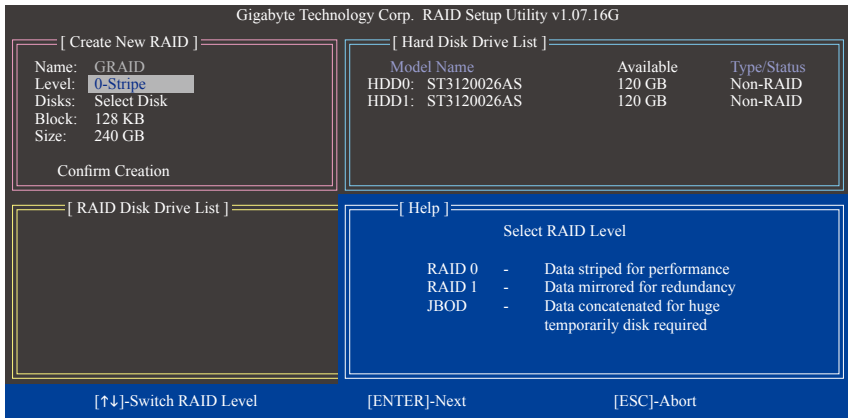 Gigabyte Technology Corp. RAID Setup Utility v1.07.16G
[ Create New RAID ]
Name: GRAID
Level: 0-Stripe
Disks: Select Disk
Block: 128 KB
Size: 240 GB
Confirm Creation
[ Hard Disk Drive List ]
Model Name Available Type/Status
HDD0: ST3120026AS 120 GB Non-RAID
HDD1: ST3120026AS 120 GB Non-RAID
[ RAID Disk Drive List ]
[ Help ]
Select RAID Level
RAID 0 - Data striped for performance
RAID 1 - Data mirrored for redundancy
JBOD - Data concatenated for huge
temporarily disk required
[↑↓]-Switch RAID Level [ENTER]-Next [ESC]-Abort